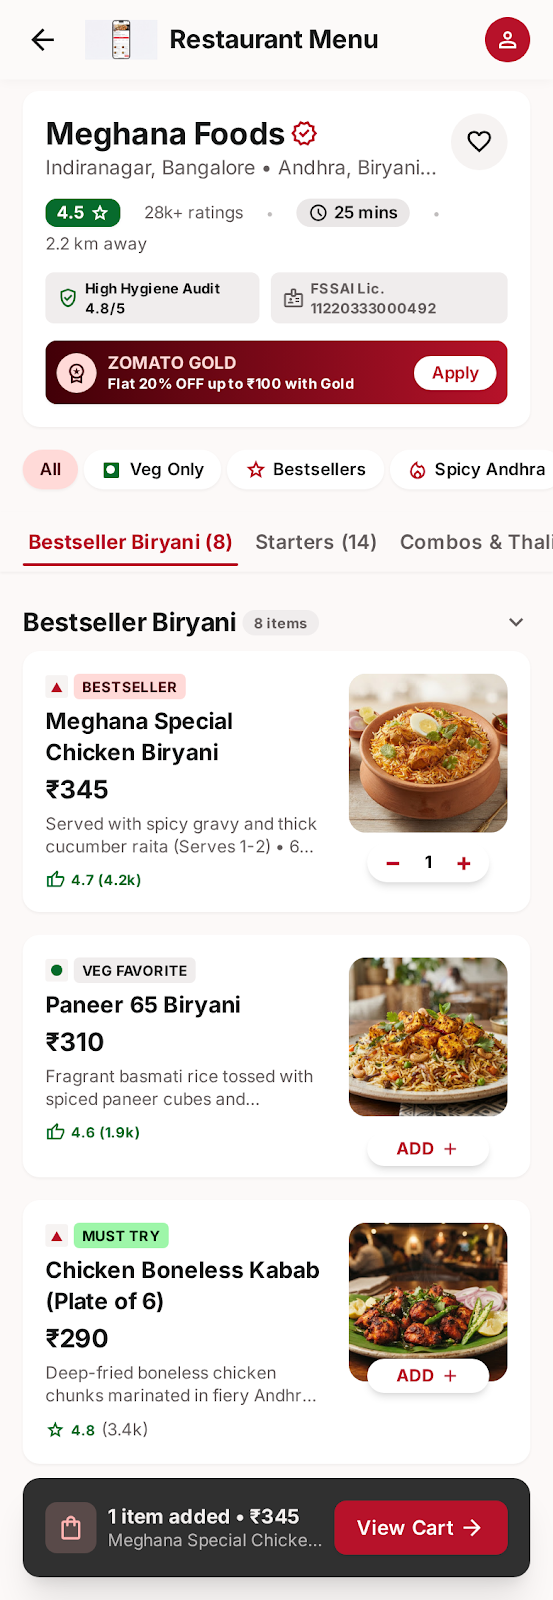 Restaurant Menu
Meghana Foods
Indiranagar, Bangalore • Andhra, Biryani...
4.5 28k+ ratings • 25 mins •
2.2 km away
High Hygiene Audit
4.8/5
FSSAI Lic.
11220333000492
ZOMATO GOLD
Flat 20% OFF up to ₹100 with Gold
Apply
All Veg Only Bestsellers Spicy Andhra
Bestseller Biryani (8) Starters (14) Combos & Thali
Bestseller Biryani 8 items
BESTSELLER
Meghana Special
Chicken Biryani
₹345
Served with spicy gravy and thick
cucumber raita (Serves 1-2) • 6...
4.7 (4.2k)
− 1 +
VEG FAVORITE
Paneer 65 Biryani
₹310
Fragrant basmati rice tossed with
spiced paneer cubes and...
4.6 (1.9k)
ADD +
MUST TRY
Chicken Boneless Kabab
(Plate of 6)
₹290
Deep-fried boneless chicken
chunks marinated in fiery Andhr...
4.8 (3.4k)
ADD +
1 item added • ₹345
Meghana Special Chicke...
View Cart →